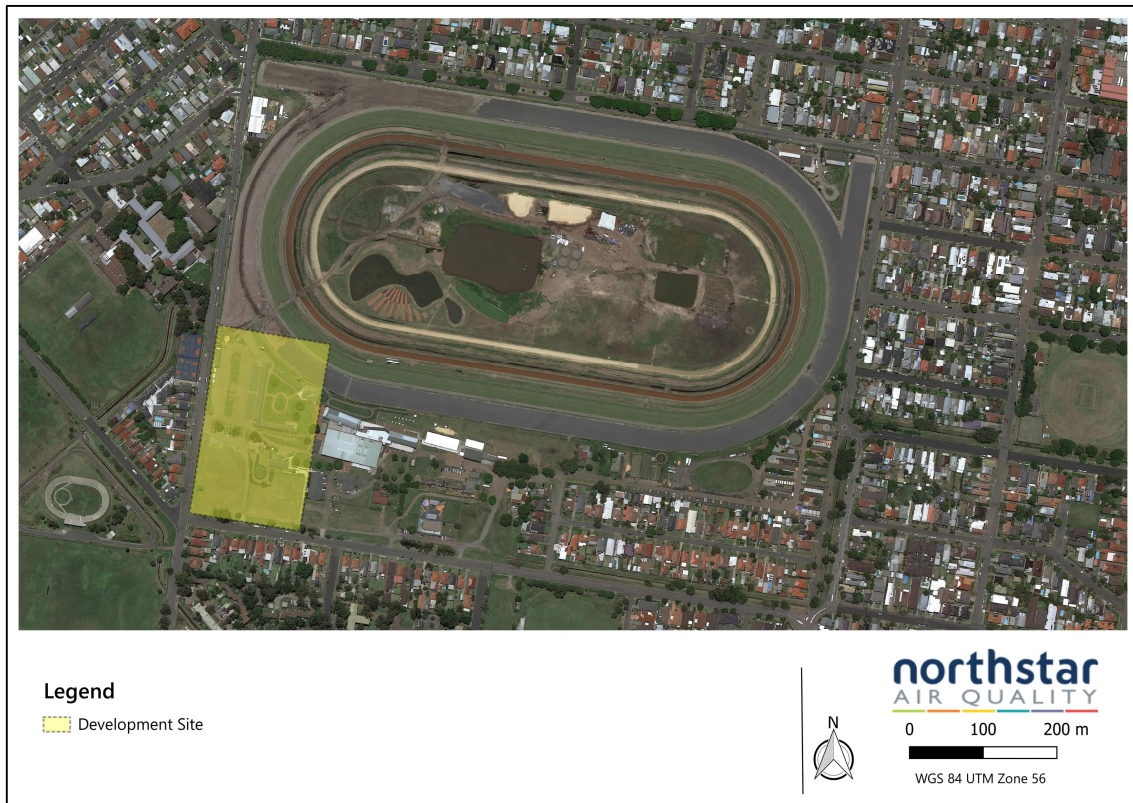 Legend
Development Site
N
northstar
AIR QUALITY
0 100 200 m
WGS 84 UTM Zone 56